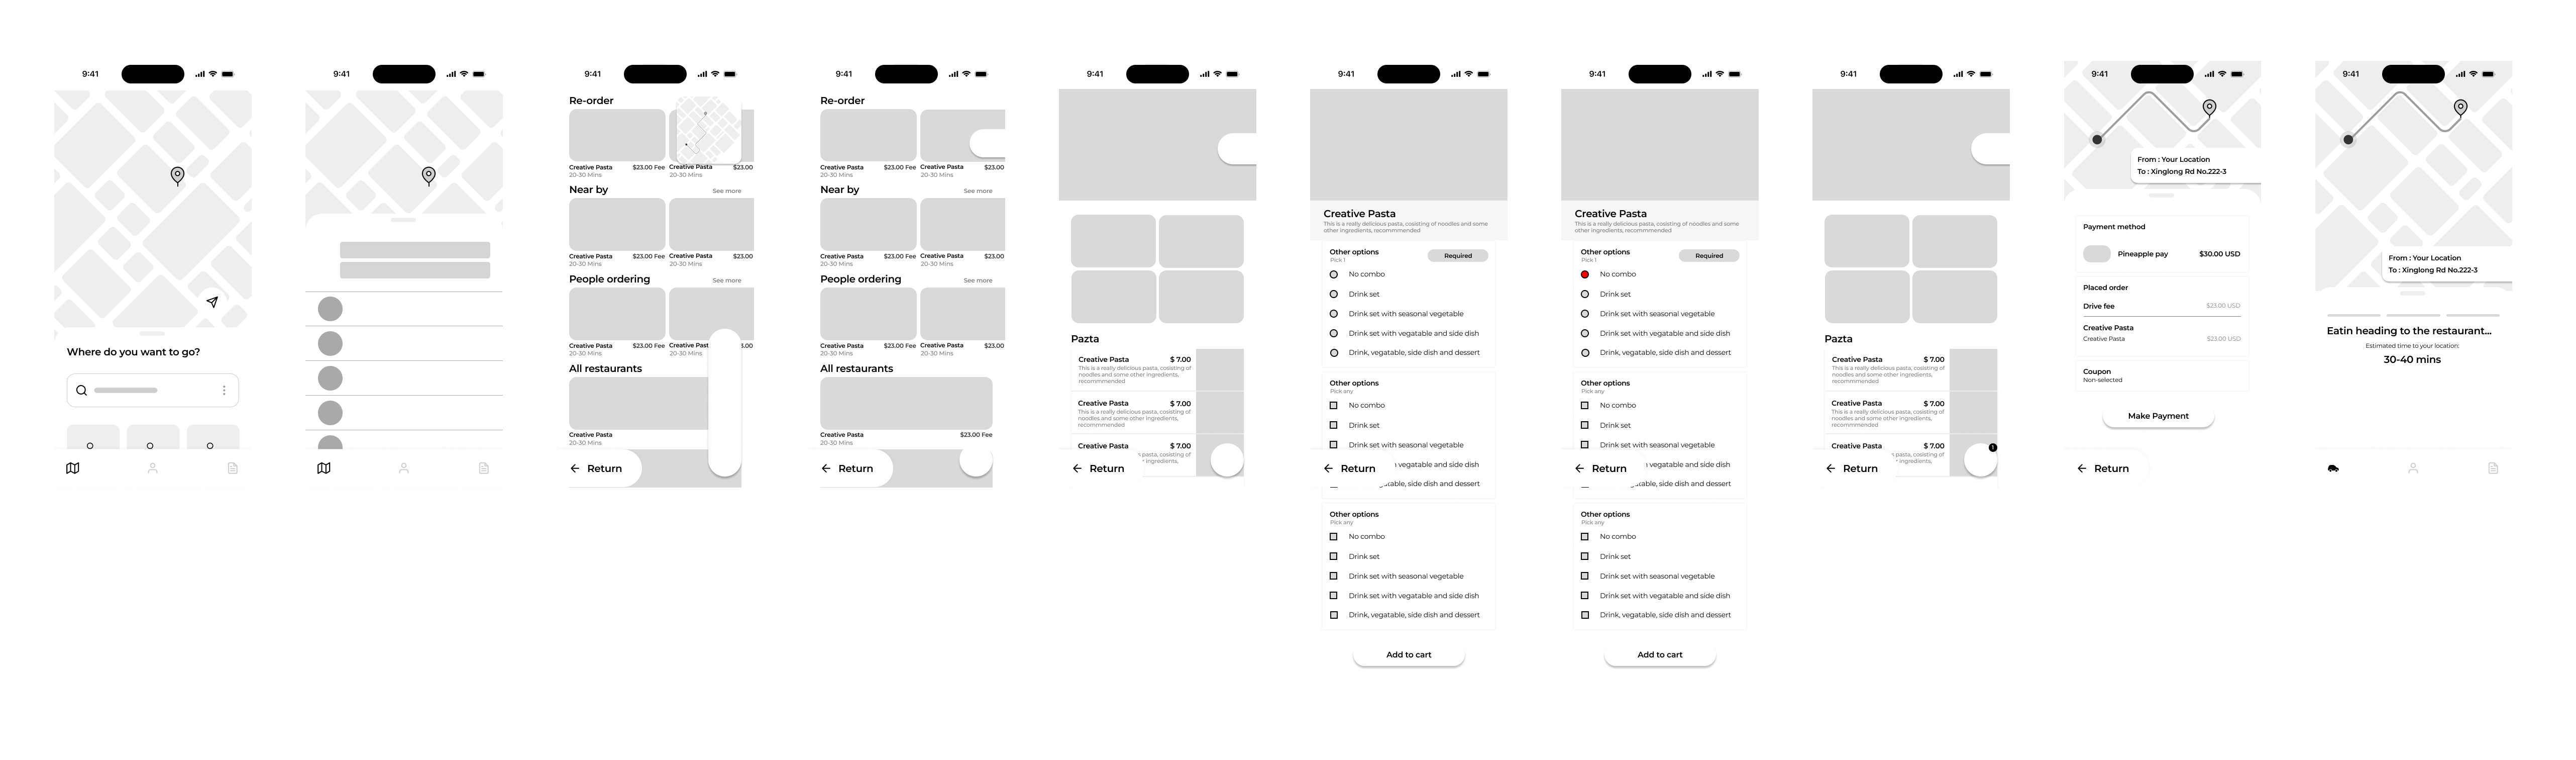 9:41
Where do you want to go?
9:41
9:41
Re-order
Creative Pasta $23.00 Fee Creative Pasta $23.00
20-30 Mins 20-30 Mins
Near by See more
Creative Pasta $23.00 Fee Creative Pasta $23.00
20-30 Mins 20-30 Mins
People ordering See more
Creative Pasta $23.00 Fee Creative Past 3.00
20-30 Mins 20-30 Mins
All restaurants
Creative Pasta
20-30 Mins
Return
9:41
Re-order
Creative Pasta $23.00 Fee Creative Pasta $23.00
20-30 Mins 20-30 Mins
Near by See more
Creative Pasta $23.00 Fee Creative Pasta $23.00
20-30 Mins 20-30 Mins
People ordering See more
Creative Pasta $23.00 Fee Creative Pasta $23.00
20-30 Mins 20-30 Mins
All restaurants
Creative Pasta $23.00 Fee
20-30 Mins
Return
9:41
Pazta
Creative Pasta $ 7.00
This is a really delicious pasta, cosisting of
noodles and some other ingredients,
recommmended
Creative Pasta $ 7.00
This is a really delicious pasta, cosisting of
noodles and some other ingredients,
recommmended
Creative Pasta $ 7.00
cosisting of
ingredients,
Return
9:41
Creative Pasta
This is a really delicious pasta, cosisting of noodles and some
other ingredients, recommmended
Other options Required
Pick 1
No combo
Drink set
Drink set with seasonal vegetable
Drink set with vegatable and side dish
Drink, vegatable, side dish and dessert
Other options
Pick any
No combo
Drink set
Drink set with seasonal vegetable
vegatable and side dish
Return
table, side dish and dessert
Other options
Pick any
No combo
Drink set
Drink set with seasonal vegetable
Drink set with vegatable and side dish
Drink, vegatable, side dish and dessert
Add to cart
9:41
Creative Pasta
This is a really delicious pasta, cosisting of noodles and some
other ingredients, recommmended
Other options Required
Pick 1
No combo
Drink set
Drink set with seasonal vegetable
Drink set with vegatable and side dish
Drink, vegatable, side dish and dessert
Other options
Pick any
No combo
Drink set
Drink set with seasonal vegetable
vegatable and side dish
Return
table, side dish and dessert
Other options
Pick any
No combo
Drink set
Drink set with seasonal vegetable
Drink set with vegatable and side dish
Drink, vegatable, side dish and dessert
Add to cart
9:41
Pazta
Creative Pasta $ 7.00
This is a really delicious pasta, cosisting of
noodles and some other ingredients,
recommmended
Creative Pasta $ 7.00
This is a really delicious pasta, cosisting of
noodles and some other ingredients,
recommmended
Creative Pasta $ 7.00
1
cosisting of
ingredients,
Return
9:41
From : Your Location
To : Xinglong Rd No.222-3
Payment method
Pineapple pay $30.00 USD
Placed order
Drive fee $23.00 USD
Creative Pasta
Creative Pasta $23.00 USD
Coupon
Non-selected
Make Payment
Return
9:41
From : Your Location
To : Xinglong Rd No.222-3
Eatin heading to the restaurant...
Estimated time to your location:
30-40 mins